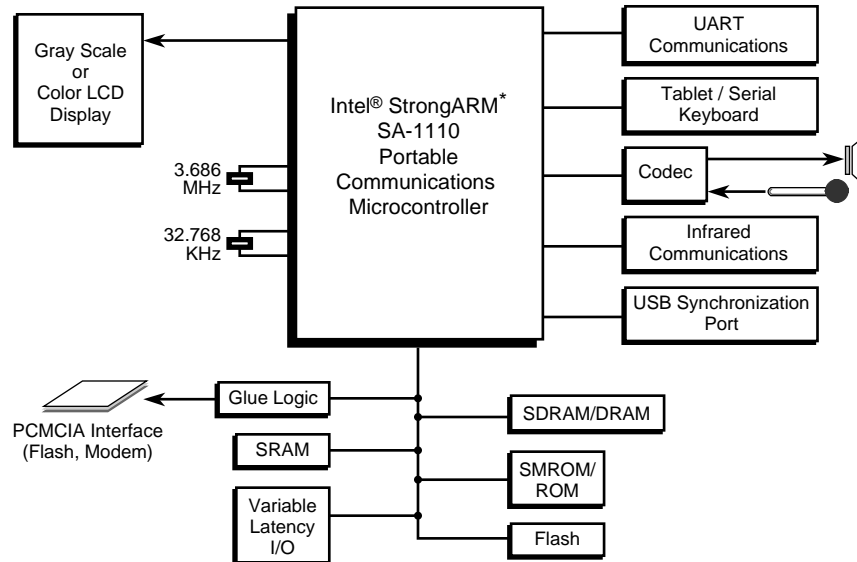 Gray Scale
or
Color LCD
Display
3.686
MHz
32.768
KHz
Intel® StrongARM*
SA-1110
Portable
Communications
Microcontroller
UART
Communications
Tablet / Serial
Keyboard
Codec
Infrared
Communications
USB Synchronization
Port
PCMCIA Interface
(Flash, Modem)
Glue Logic
SRAM
Variable
Latency
I/O
SDRAM/DRAM
SMROM/
ROM
Flash